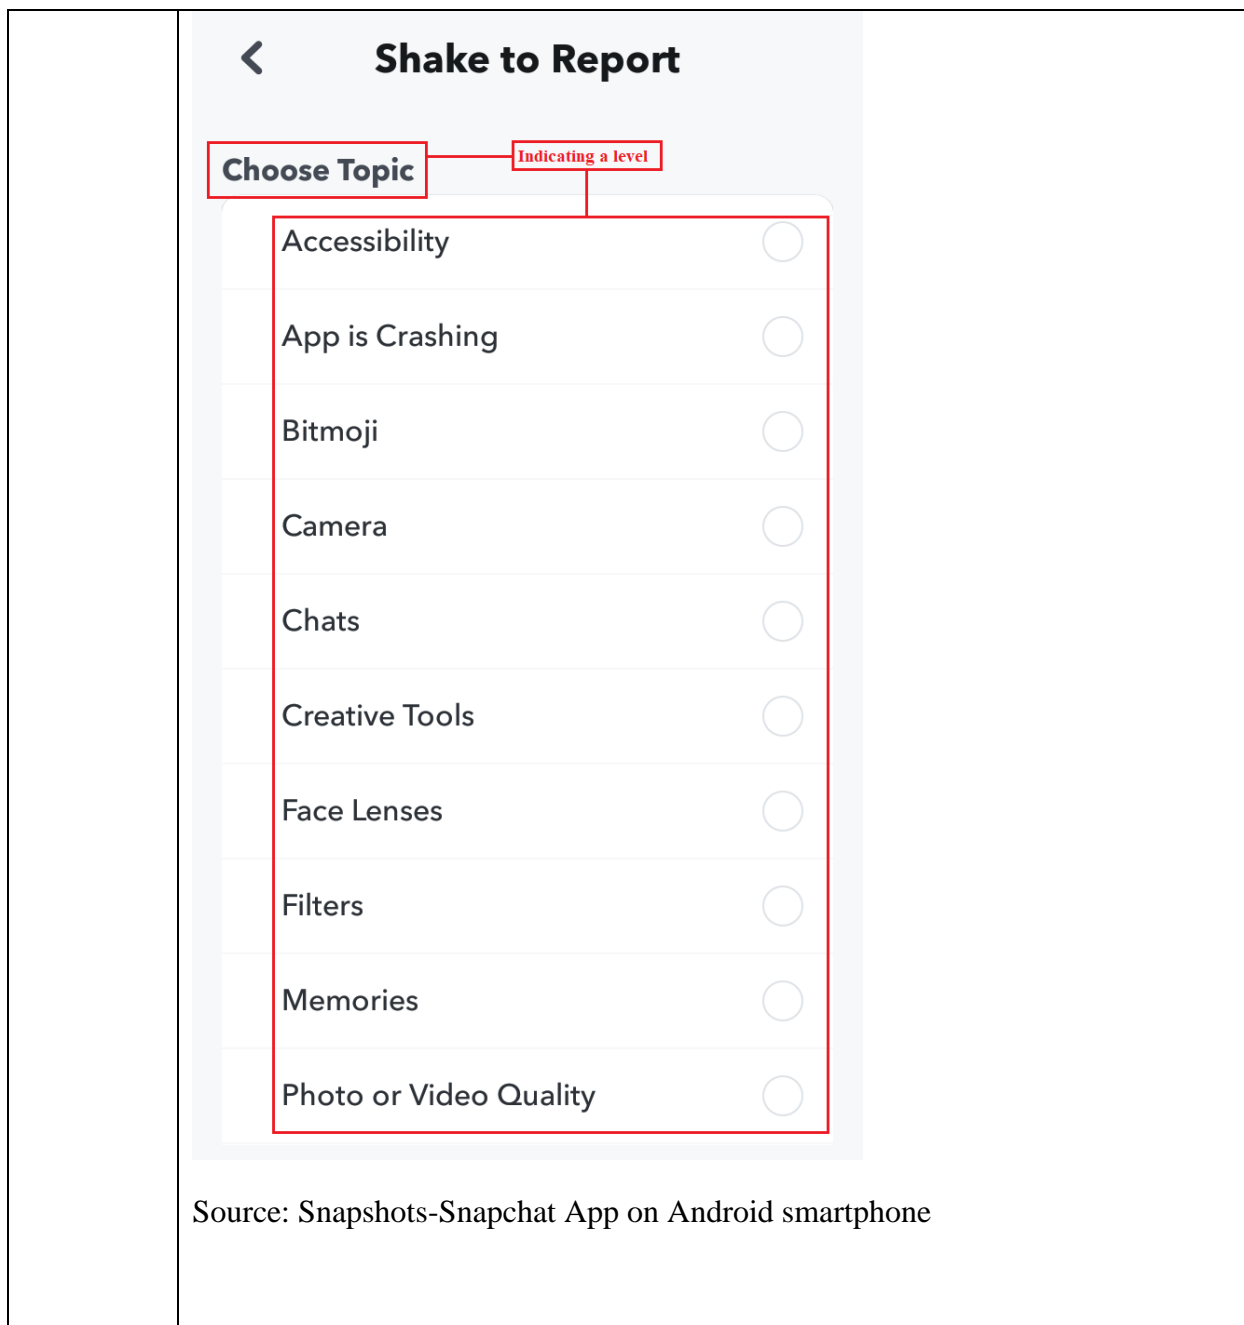 Shake to Report
Choose Topic
Indicating a level
Accessibility
App is Crashing
Bitmoji
Camera
Chats
Creative Tools
Face Lenses
Filters
Memories
Photo or Video Quality
Source: Snapshots-Snapchat App on Android smartphone